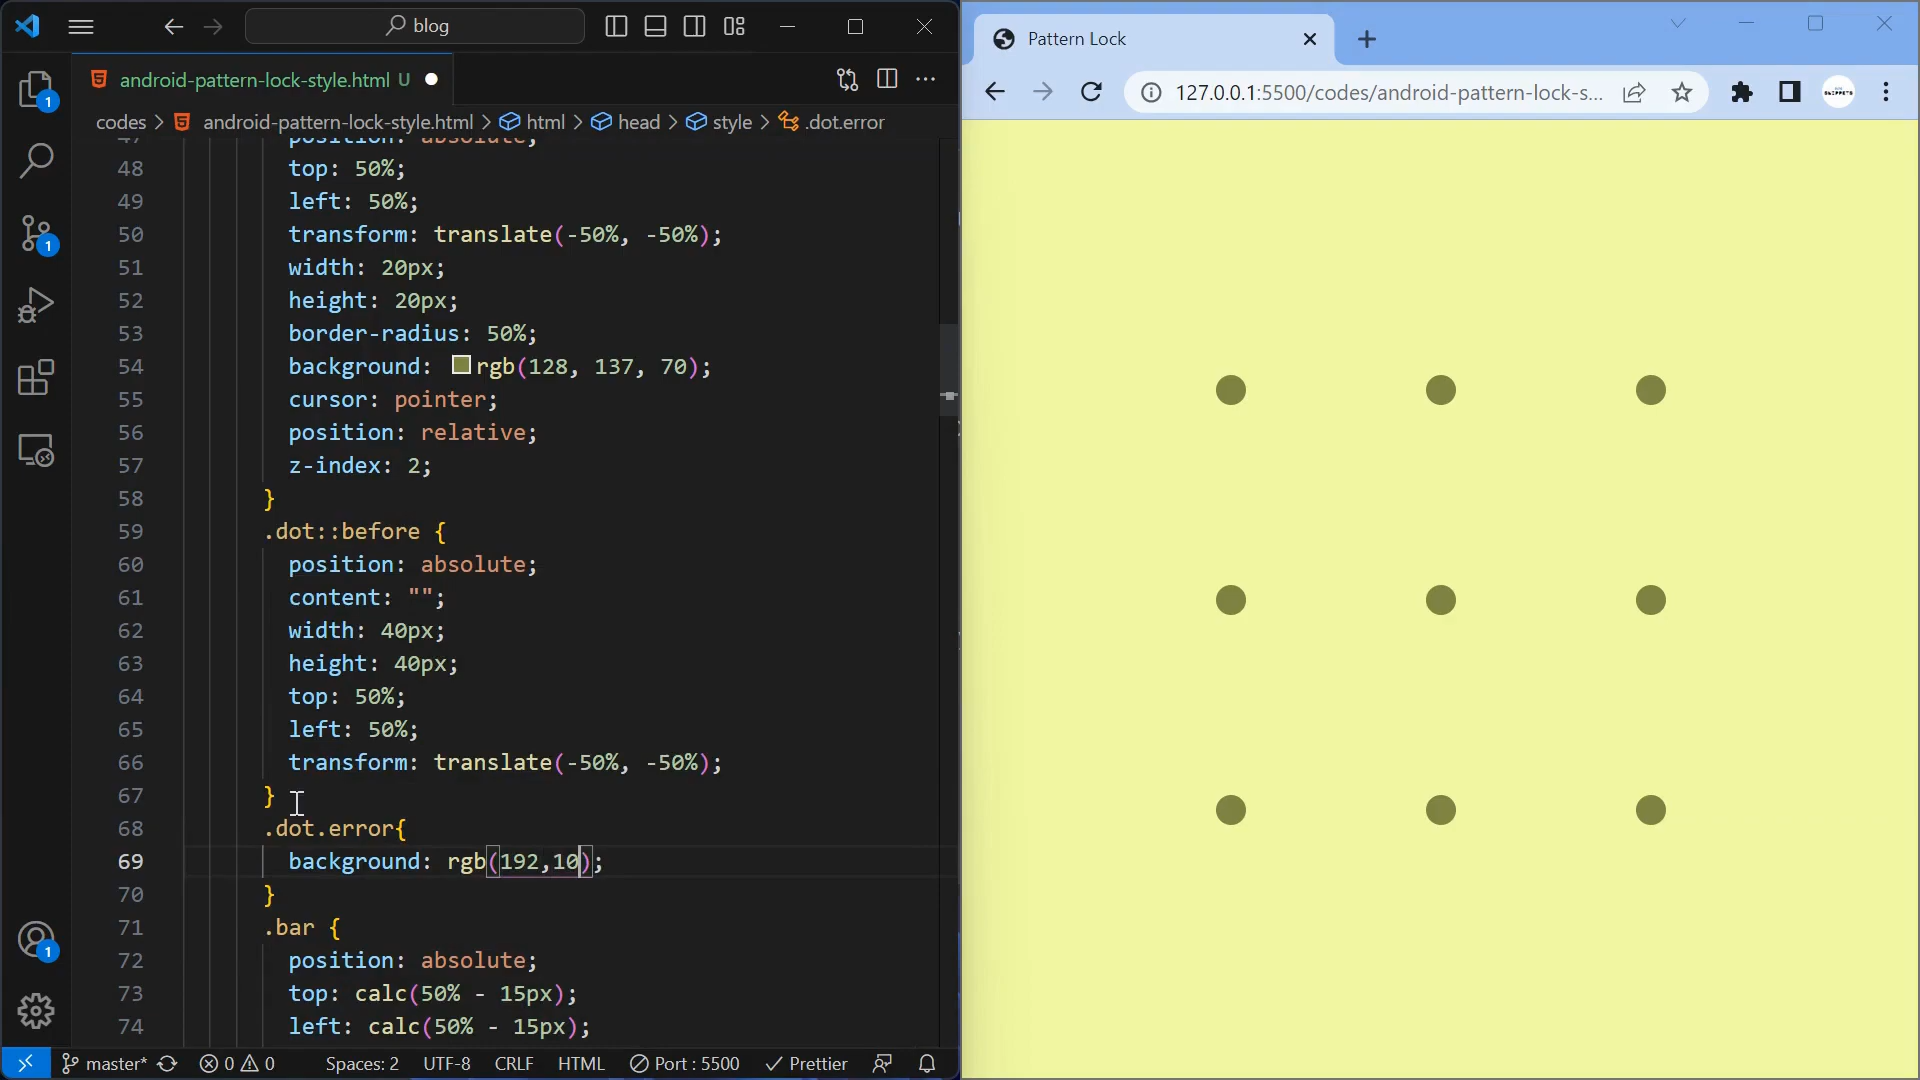 blog
android-pattern-lock-style.html U
codes > android-pattern-lock-style.html > html > head > style > .dot.error
47 position: absolute;
48 top: 50%;
49 left: 50%;
50 transform: translate(-50%, -50%);
51 width: 20px;
52 height: 20px;
53 border-radius: 50%;
54 background: rgb(128, 137, 70);
55 cursor: pointer;
56 position: relative;
57 z-index: 2;
58 }
59 .dot::before {
60 position: absolute;
61 content: "";
62 width: 40px;
63 height: 40px;
64 top: 50%;
65 left: 50%;
66 transform: translate(-50%, -50%);
67 }
68 .dot.error{
69 background: rgb(192,10);
70 }
71 .bar {
72 position: absolute;
73 top: calc(50% - 15px);
74 left: calc(50% - 15px);
1
1
1
master* 0 0 Spaces: 2 UTF-8 CRLF HTML Port : 5500 Prettier
Pattern Lock
127.0.0.1:5500/codes/android-pattern-lock-s...